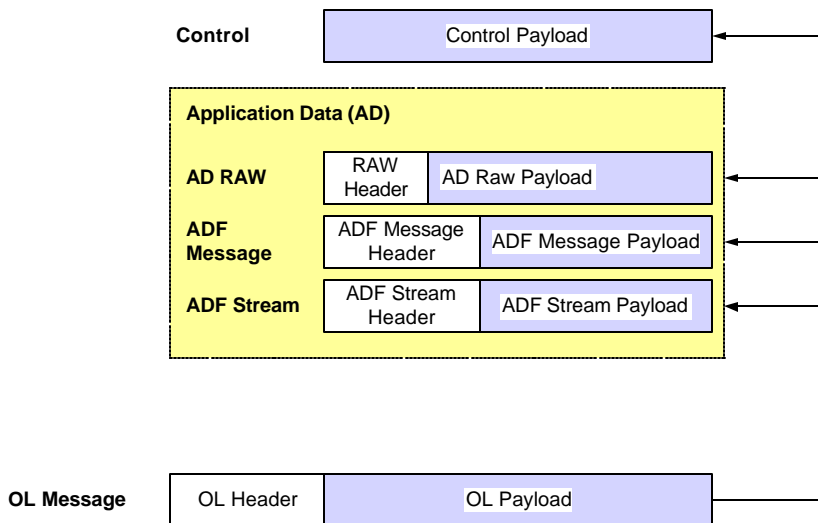 Control
Control Payload
Application Data (AD)
AD RAW
RAW
Header
AD Raw Payload
ADF
Message
ADF Message
Header
ADF Message Payload
ADF Stream
ADF Stream
Header
ADF Stream Payload
OL Message
OL Header
OL Payload